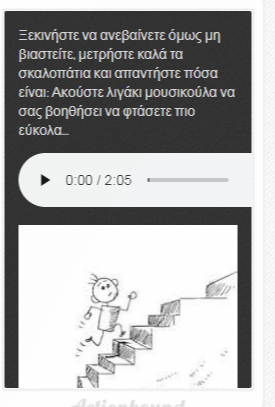 Ξεκινήστε να ανεβαίνετε όμως μη
βιαστείτε, μετρήστε καλά τα
σκαλοπάτια και απαντήστε πόσα
είναι: Ακούστε λιγάκι μουσικούλα να
σας βοηθήσει να φτάσετε πιο
εύκολα...
0:00 / 2:05
Actionbound